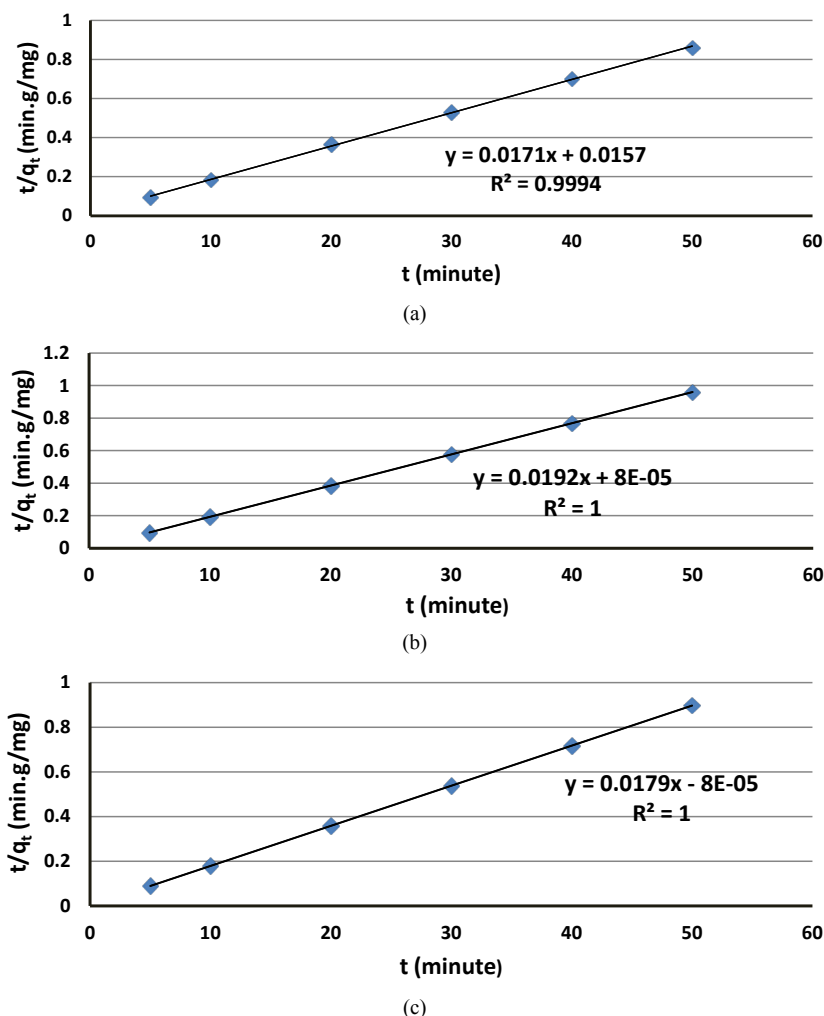 1
0.8
0.6
0.4
0.2
0
t/qt (min.g/mg)
y = 0.0171x + 0.0157
R² = 0.9994
0 10 20 30 40 50 60
t (minute)
(a)
1.2
1
0.8
0.6
0.4
0.2
0
t/qt (min.g/mg)
y = 0.0192x + 8E-05
R² = 1
0 10 20 30 40 50 60
t (minute)
(b)
1
0.8
0.6
0.4
0.2
0
t/qt (min.g/mg)
y = 0.0179x - 8E-05
R² = 1
0 10 20 30 40 50 60
t (minute)
(c)